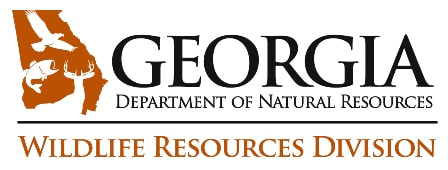 GEORGIA
DEPARTMENT OF NATURAL RESOURCES
WILDLIFE RESOURCES DIVISION